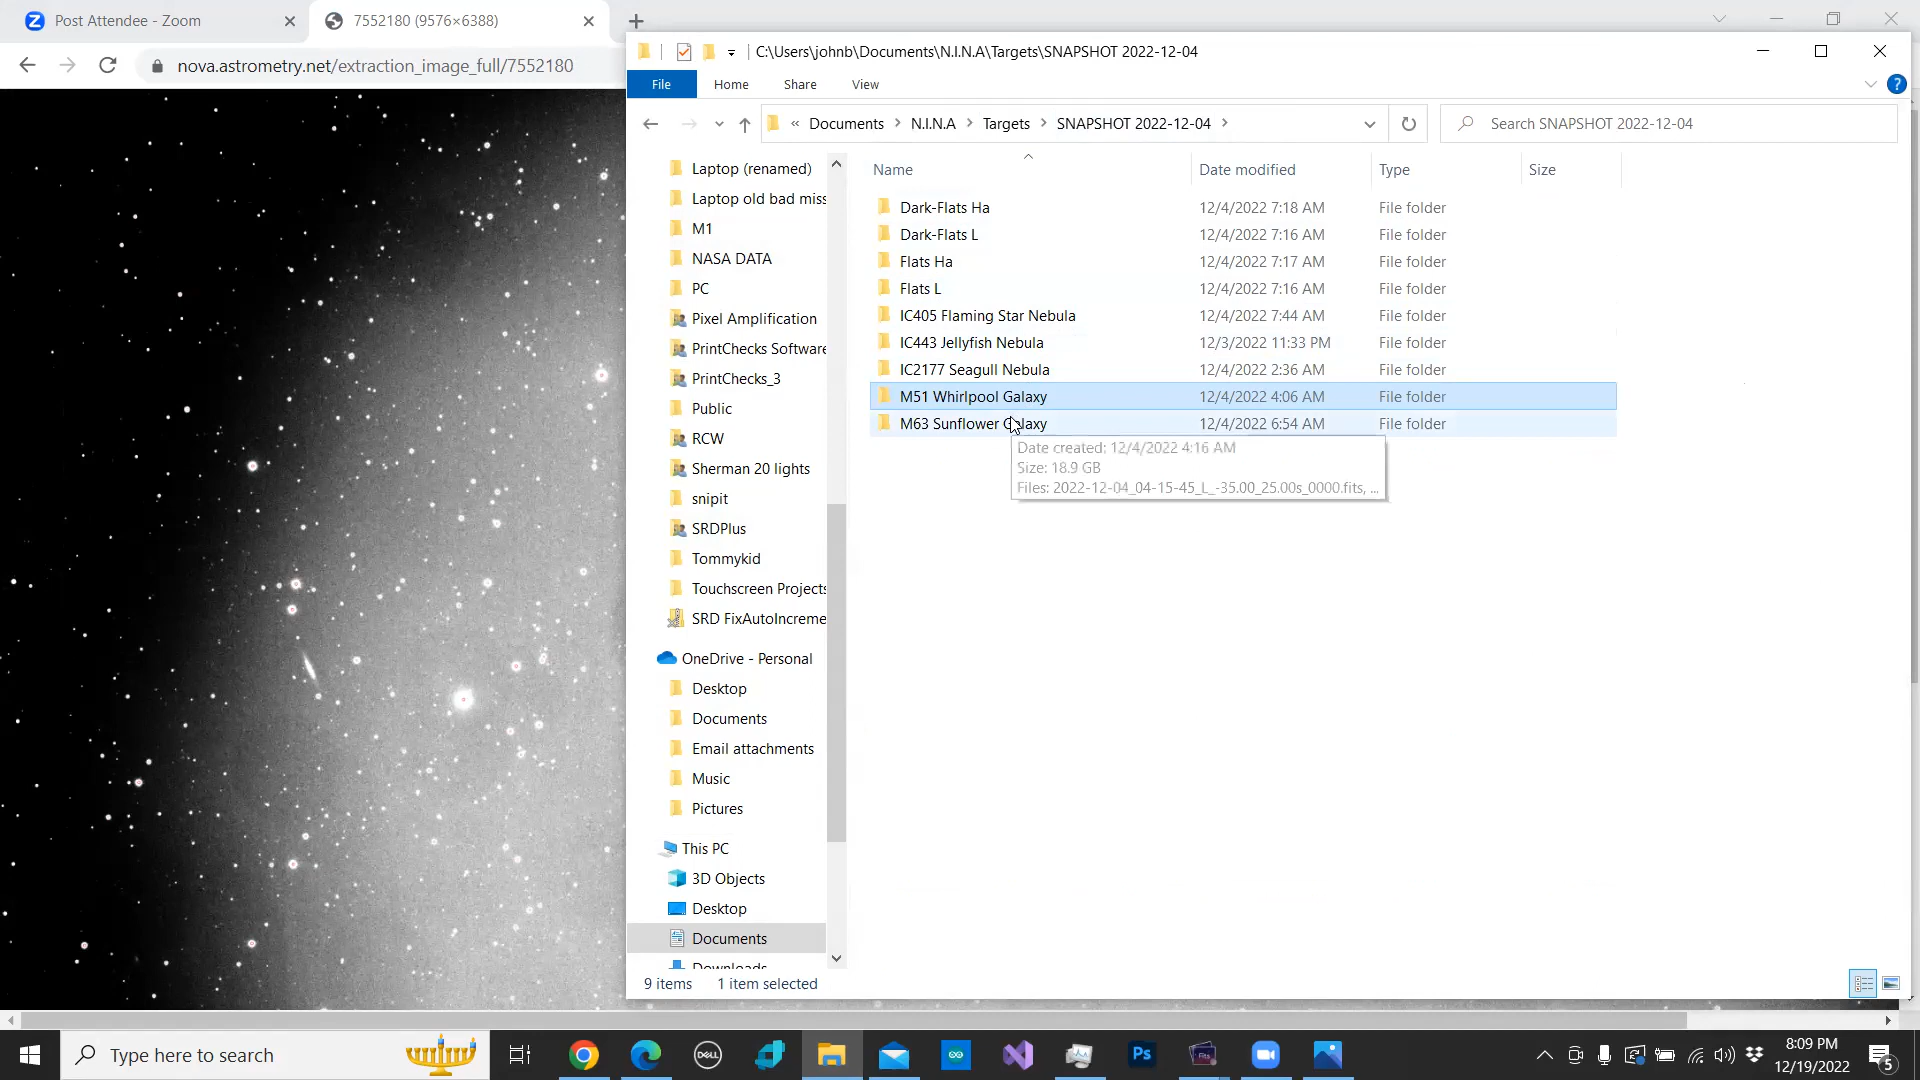 Post Attendee - Zoom
7552180 (9576×6388)
nova.astrometry.net/extraction_image_full/7552180
C:\Users\johnb\Documents\N.I.N.A\Targets\SNAPSHOT 2022-12-04
File Home Share View
« Documents > N.I.N.A > Targets > SNAPSHOT 2022-12-04 >
Search SNAPSHOT 2022-12-04
Laptop (renamed)
Laptop old bad miss
M1
NASA DATA
PC
Pixel Amplification
PrintChecks Software
PrintChecks_3
Public
RCW
Sherman 20 lights
snipit
SRDPlus
Tommykid
Touchscreen Projects
SRD FixAutoIncreme
OneDrive - Personal
Desktop
Documents
Email attachments
Music
Pictures
This PC
3D Objects
Desktop
Documents
Downloads
Name Date modified Type Size
Dark-Flats Ha 12/4/2022 7:18 AM File folder
Dark-Flats L 12/4/2022 7:16 AM File folder
Flats Ha 12/4/2022 7:17 AM File folder
Flats L 12/4/2022 7:16 AM File folder
IC405 Flaming Star Nebula 12/4/2022 7:44 AM File folder
IC443 Jellyfish Nebula 12/3/2022 11:33 PM File folder
IC2177 Seagull Nebula 12/4/2022 2:36 AM File folder
M51 Whirlpool Galaxy 12/4/2022 4:06 AM File folder
M63 Sunflower Galaxy 12/4/2022 6:54 AM File folder
Date created: 12/4/2022 4:16 AM
Size: 18.9 GB
Files: 2022-12-04_04-15-45_L_-35.00_25.00s_0000.fits, ...
9 items 1 item selected
Type here to search
DELL
Ps
Fits
8:09 PM
12/19/2022
5